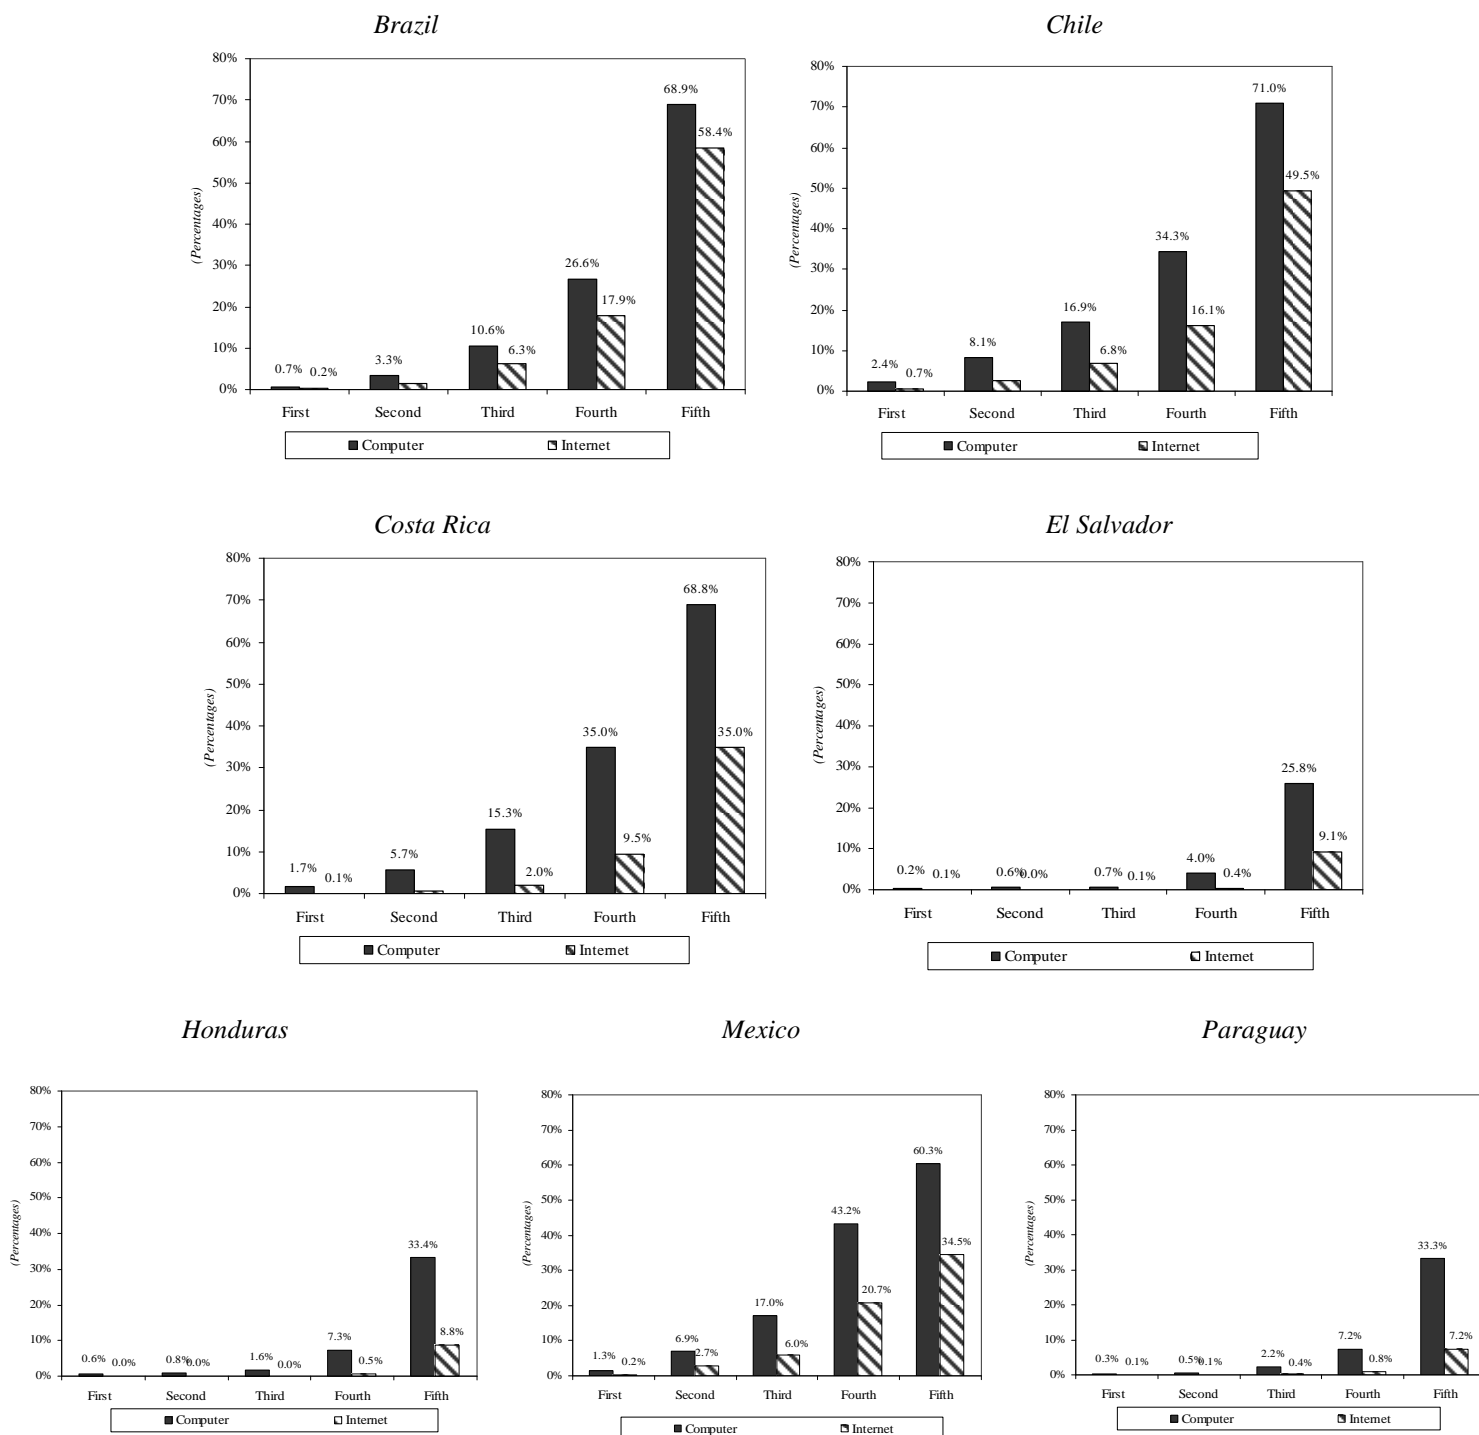 Brazil
80%
70%
60%
50%
40%
30%
20%
10%
0%
(Percentages)
0.7% 0.2% 3.3% 10.6% 6.3% 26.6% 17.9% 68.9% 58.4%
First Second Third Fourth Fifth
Computer Internet
Chile
80%
70%
60%
50%
40%
30%
20%
10%
0%
(Percentages)
2.4% 0.7% 8.1% 16.9% 6.8% 34.3% 16.1% 71.0% 49.5%
First Second Third Fourth Fifth
Computer Internet
Costa Rica
80%
70%
60%
50%
40%
30%
20%
10%
0%
(Percentages)
1.7% 0.1% 5.7% 15.3% 2.0% 35.0% 9.5% 68.8% 35.0%
First Second Third Fourth Fifth
Computer Internet
El Salvador
80%
70%
60%
50%
40%
30%
20%
10%
0%
(Percentages)
0.2% 0.1% 0.6% 0.0% 0.7% 0.1% 4.0% 0.4% 25.8% 9.1%
First Second Third Fourth Fifth
Computer Internet
Honduras
80%
70%
60%
50%
40%
30%
20%
10%
0%
(Percentages)
0.6% 0.0% 0.8% 0.0% 1.6% 0.0% 7.3% 0.5% 33.4% 8.8%
First Second Third Fourth Fifth
Computer Internet
Mexico
80%
70%
60%
50%
40%
30%
20%
10%
0%
(Percentages)
1.3% 0.2% 6.9% 2.7% 17.0% 6.0% 43.2% 20.7% 60.3% 34.5%
First Second Third Fourth Fifth
Computer Internet
Paraguay
80%
70%
60%
50%
40%
30%
20%
10%
0%
(Percentages)
0.3% 0.1% 0.5% 0.1% 2.2% 0.4% 7.2% 0.8% 33.3% 7.2%
First Second Third Fourth Fifth
Computer Internet